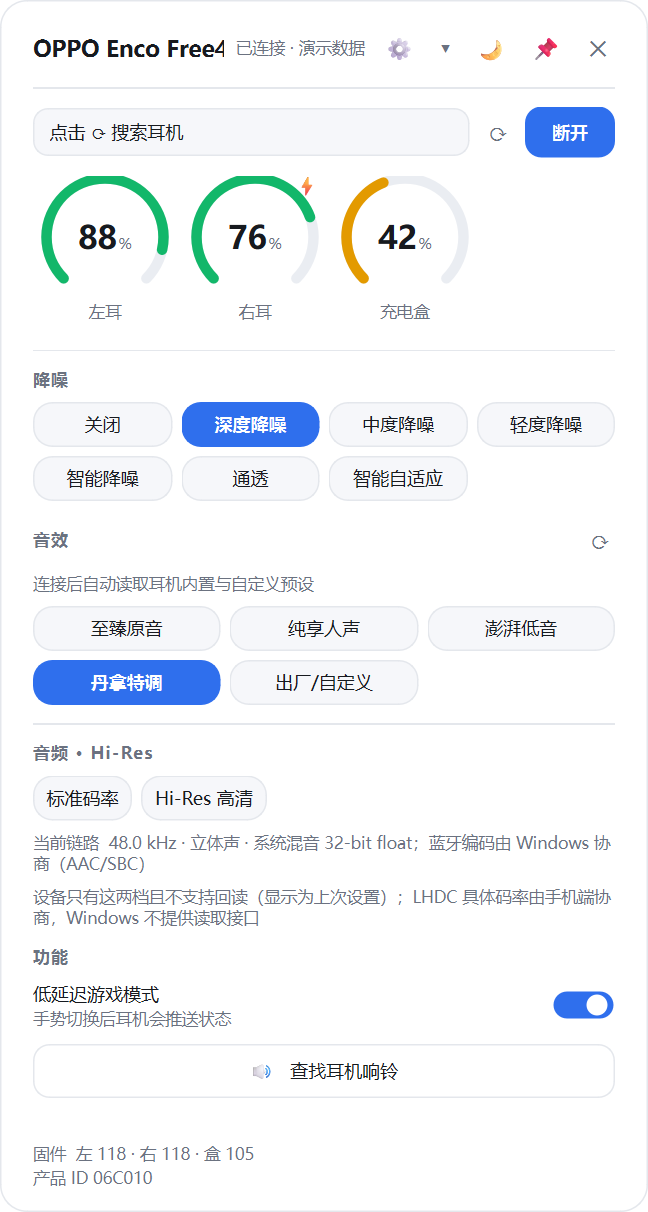 OPPO Enco Free4 已连接 · 演示数据
点击 ⟳ 搜索耳机 断开
88% 76% 42%
左耳 右耳 充电盒
降噪
关闭 深度降噪 中度降噪 轻度降噪
智能降噪 通透 智能自适应
音效
连接后自动读取耳机内置与自定义预设
至臻原音 纯享人声 澎湃低音
丹拿特调 出厂/自定义
音频 • Hi-Res
标准码率 Hi-Res 高清
当前链路 48.0 kHz · 立体声 · 系统混音 32-bit float；蓝牙编码由 Windows 协
商（AAC/SBC）
设备只有这两档且不支持回读（显示为上次设置）；LHDC 具体码率由手机端协
商，Windows 不提供读取接口
功能
低延迟游戏模式
手势切换后耳机会推送状态
查找耳机响铃
固件 左 118 · 右 118 · 盒 105
产品 ID 06C010